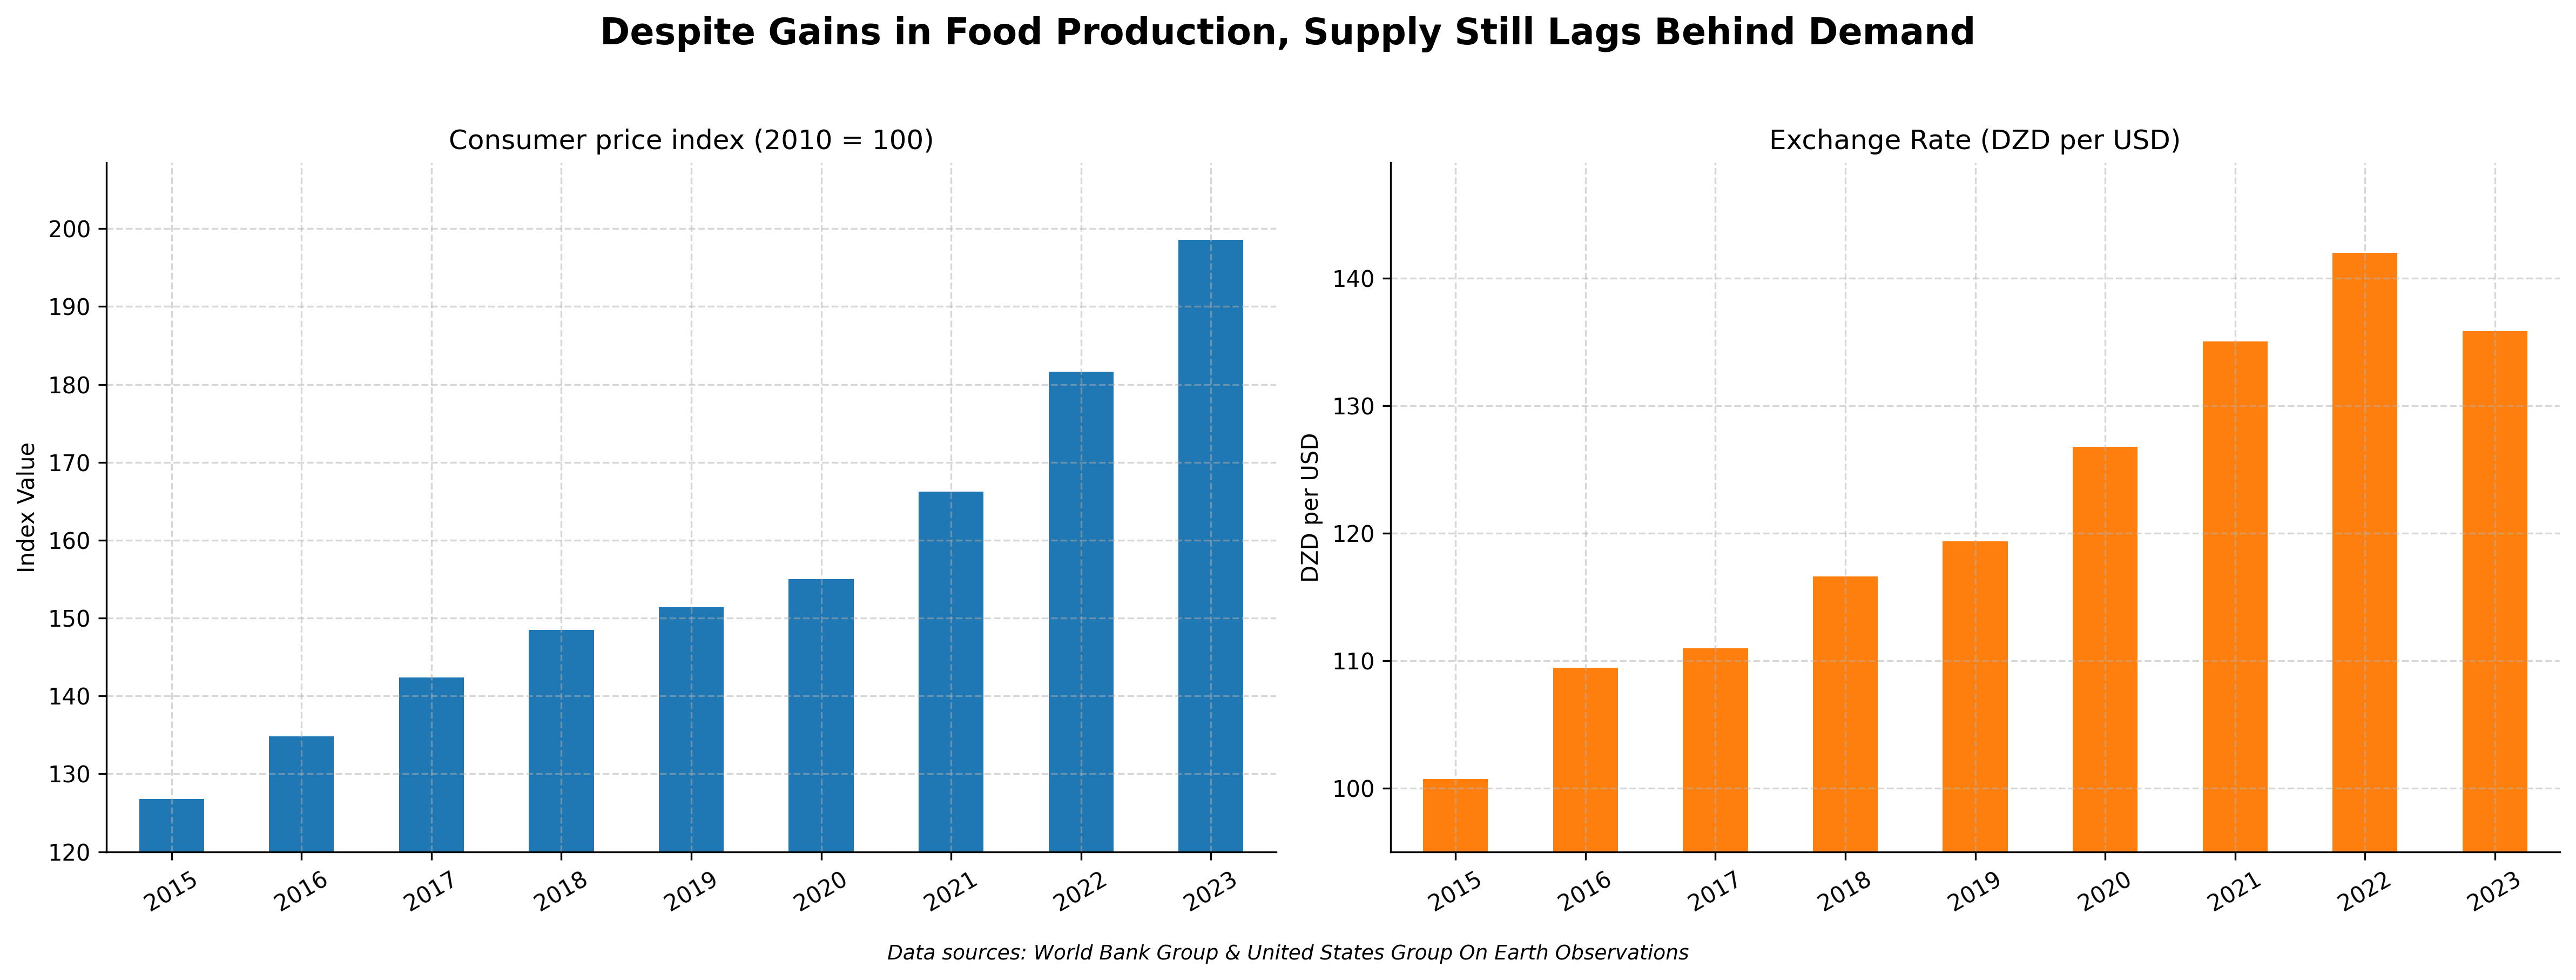 Despite Gains in Food Production, Supply Still Lags Behind Demand
Consumer price index (2010 = 100)
Index Value
200
190
180
170
160
150
140
130
120
2015 2016 2017 2018 2019 2020 2021 2022 2023
Exchange Rate (DZD per USD)
DZD per USD
140
130
120
110
100
2015 2016 2017 2018 2019 2020 2021 2022 2023
Data sources: World Bank Group & United States Group On Earth Observations